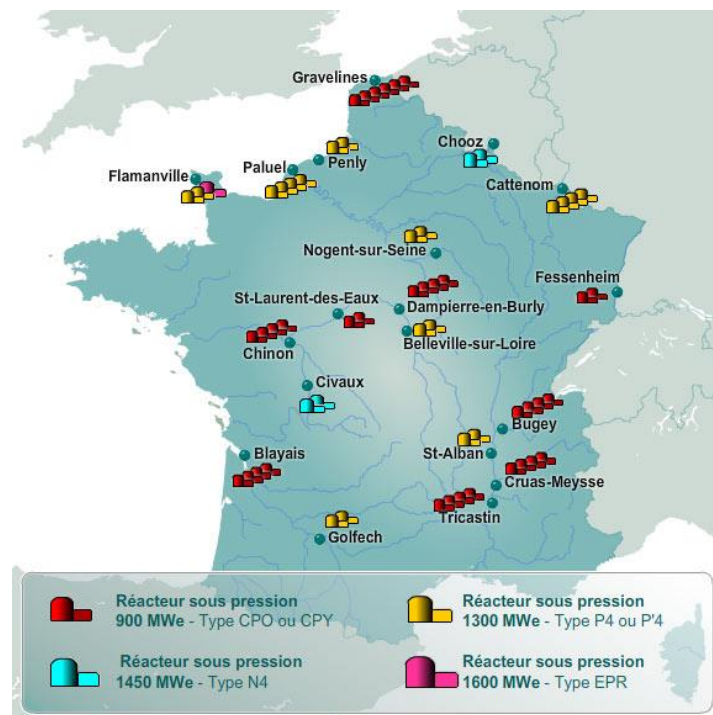 Gravelines
Chooz
Penly
Paluel
Flamanville
Cattenom
Nogent-sur-Seine
Fessenheim
St-Laurent-des-Eaux
Dampierre-en-Burly
Belleville-sur-Loire
Chinon
Civaux
Bugey
Blayais
St-Alban
Cruas-Meysse
Tricastin
Golfech
Réacteur sous pression
900 MWe - Type CPO ou CPY
Réacteur sous pression
1300 MWe - Type P4 ou P'4
Réacteur sous pression
1450 MWe - Type N4
Réacteur sous pression
1600 MWe - Type EPR